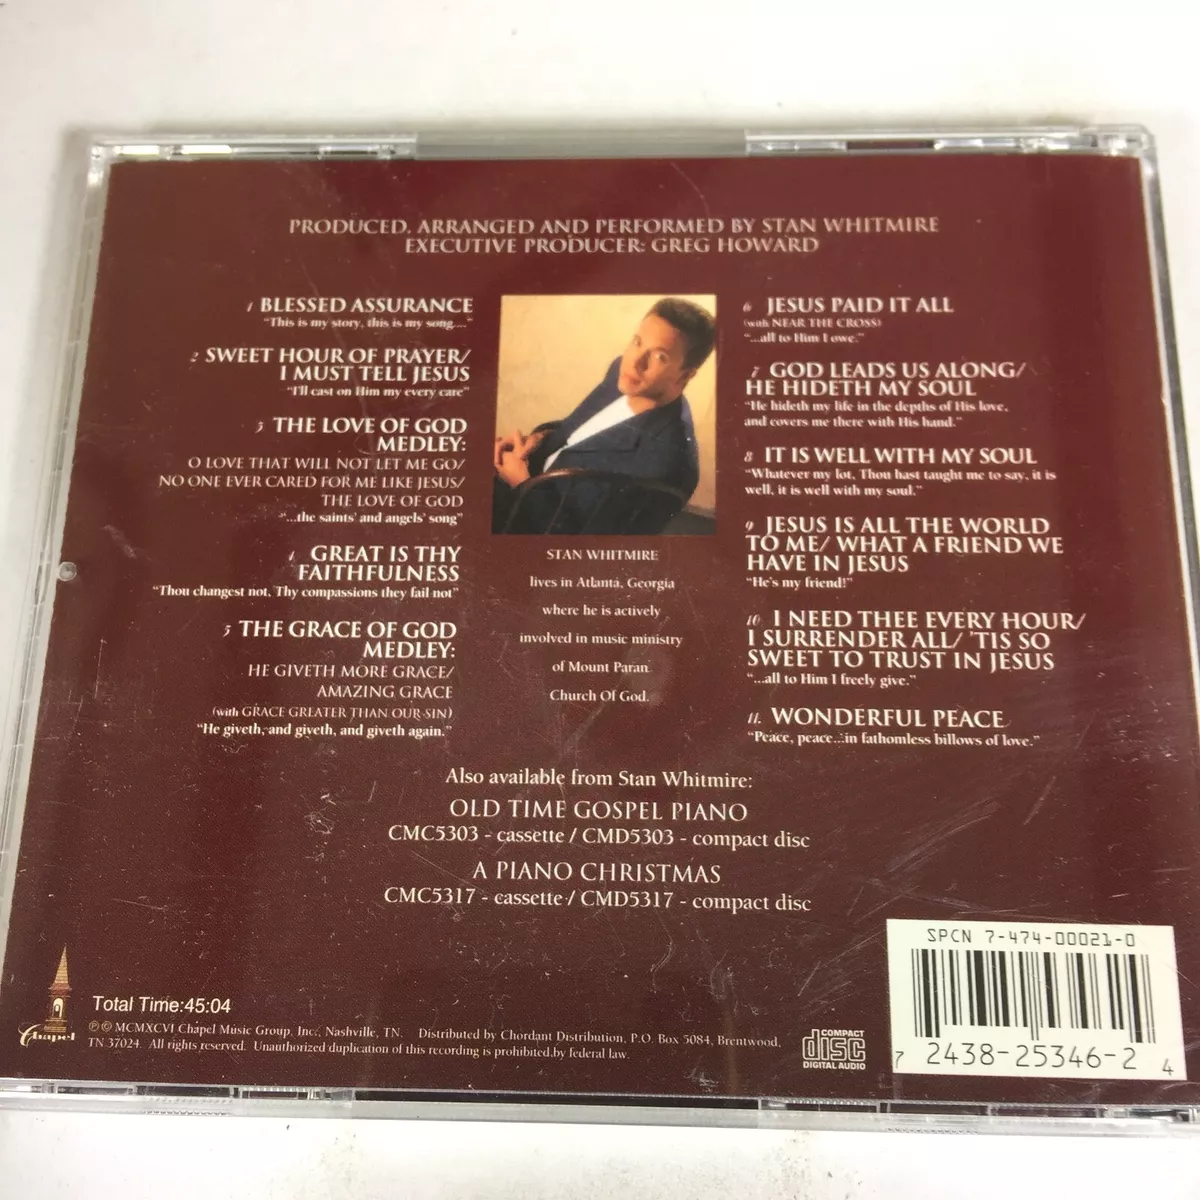 PRODUCED, ARRANGED AND PERFORMED BY STAN WHITMIRE
EXECUTIVE PRODUCER: GREG HOWARD
1 BLESSED ASSURANCE
"This is my story, this is my song...."
2 SWEET HOUR OF PRAYER/
I MUST TELL JESUS
"I'll cast on Him my every care"
3 THE LOVE OF GOD
MEDLEY:
O LOVE THAT WILL NOT LET ME GO/
NO ONE EVER CARED FOR ME LIKE JESUS/
THE LOVE OF GOD
"...the saints' and angels' song"
4 GREAT IS THY
FAITHFULNESS
"Thou changest not, Thy compassions they fail not"
5 THE GRACE OF GOD
MEDLEY:
HE GIVETH MORE GRACE/
AMAZING GRACE
(with GRACE GREATER THAN OUR SIN)
"He giveth, and giveth, and giveth again."
STAN WHITMIRE
lives in Atlanta, Georgia
where he is actively
involved in music ministry
of Mount Paran
Church Of God.
6 JESUS PAID IT ALL
(with NEAR THE CROSS)
"...all to Him I owe."
7 GOD LEADS US ALONG/
HE HIDETH MY SOUL
"He hideth my life in the depths of His love,
and covers me there with His hand."
8 IT IS WELL WITH MY SOUL
"Whatever my lot, Thou hast taught me to say, it is
well, it is well with my soul."
9 JESUS IS ALL THE WORLD
TO ME/ WHAT A FRIEND WE
HAVE IN JESUS
"He's my friend!"
10 I NEED THEE EVERY HOUR/
I SURRENDER ALL/ 'TIS SO
SWEET TO TRUST IN JESUS
"...all to Him I freely give."
11. WONDERFUL PEACE
"Peace, peace...in fathomless billows of love."
Also available from Stan Whitmire:
OLD TIME GOSPEL PIANO
CMC5303 - cassette / CMD5303 - compact disc
A PIANO CHRISTMAS
CMC5317 - cassette / CMD5317 - compact disc
Chapel
Total Time:45:04
℗ © MCMXCVI Chapel Music Group, Inc., Nashville, TN. Distributed by Chordant Distribution, P.O. Box 5084, Brentwood,
TN 37024. All rights reserved. Unauthorized duplication of this recording is prohibited by federal law.
COMPACT
disc
DIGITAL AUDIO
SPCN 7-474-00021-0
7 2438-25346-2 4